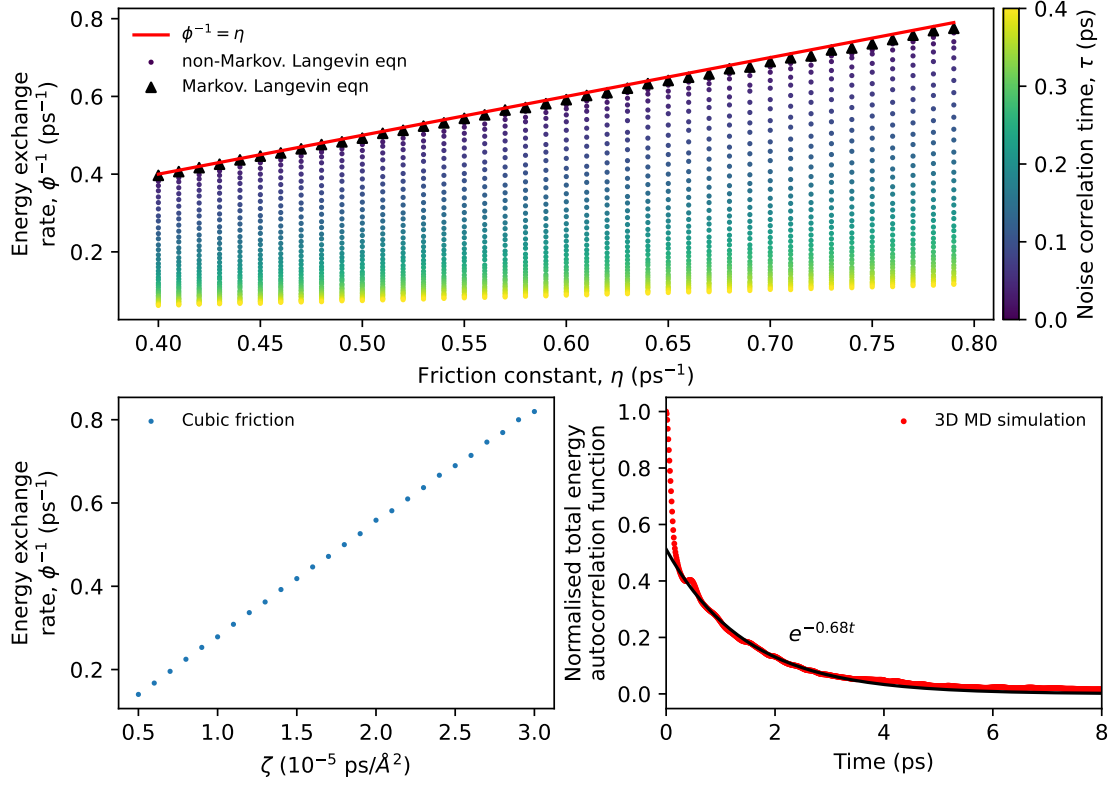 0.8
0.6
0.4
0.2
Energy exchange
rate, ϕ⁻¹ (ps⁻¹)
ϕ⁻¹ = η
non-Markov. Langevin eqn
Markov. Langevin eqn
0.40 0.45 0.50 0.55 0.60 0.65 0.70 0.75 0.80
Friction constant, η (ps⁻¹)
0.4
0.3
0.2
0.1
0.0
Noise correlation time, τ (ps)
0.8
0.6
0.4
0.2
Energy exchange
rate, ϕ⁻¹ (ps⁻¹)
Cubic friction
0.5 1.0 1.5 2.0 2.5 3.0
ζ (10⁻⁵ ps/Å²)
1.0
0.8
0.6
0.4
0.2
0.0
Normalised total energy
autocorrelation function
3D MD simulation
e⁻⁰·⁶⁸ᵗ
0 2 4 6 8
Time (ps)